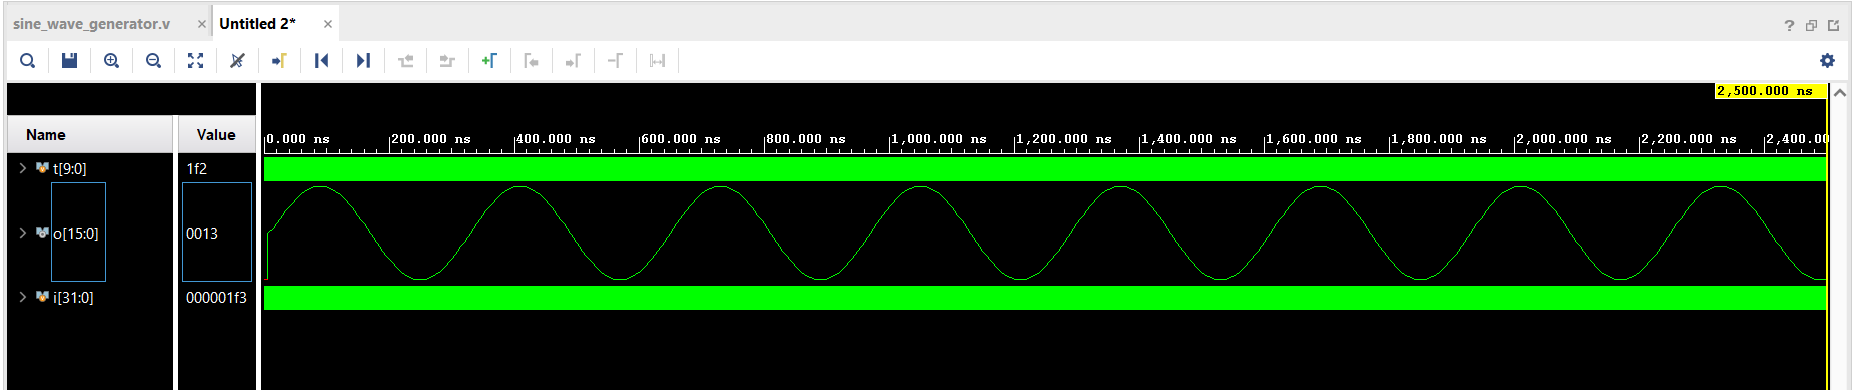 sine_wave_generator.v × Untitled 2* ×
?
2,500.000 ns
Name Value
0.000 ns 200.000 ns 400.000 ns 600.000 ns 800.000 ns 1,000.000 ns 1,200.000 ns 1,400.000 ns 1,600.000 ns 1,800.000 ns 2,000.000 ns 2,200.000 ns 2,400.00
t[9:0] 1f2
o[15:0] 0013
i[31:0] 000001f3